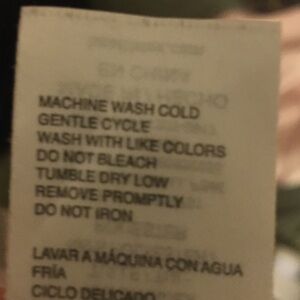 MACHINE WASH COLD
GENTLE CYCLE
WASH WITH LIKE COLORS
DO NOT BLEACH
TUMBLE DRY LOW
REMOVE PROMPTLY
DO NOT IRON
LAVAR A MÁQUINA CON AGUA
FRÍA
CICLO DELICADO